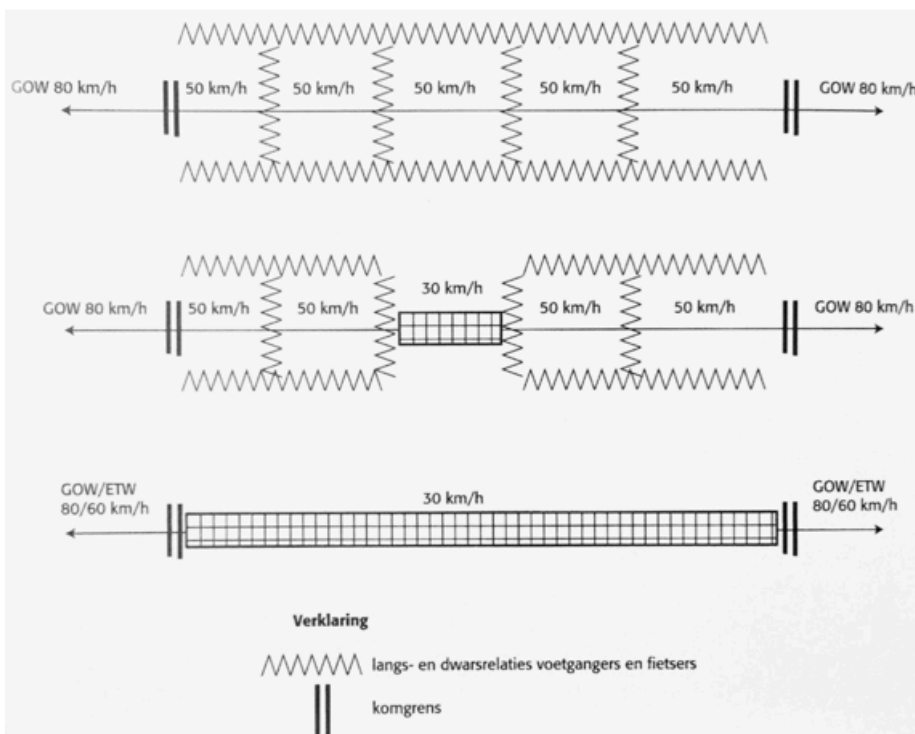 GOW 80 km/h 50 km/h 50 km/h 50 km/h 50 km/h 50 km/h GOW 80 km/h
30 km/h
GOW 80 km/h 50 km/h 50 km/h 50 km/h 50 km/h GOW 80 km/h
GOW/ETW
80/60 km/h
30 km/h
GOW/ETW
80/60 km/h
Verklaring
langs- en dwarsrelaties voetgangers en fietsers
komgrens